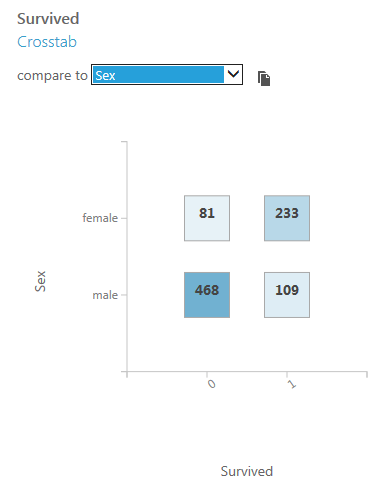 Survived
Crosstab
compare to Sex
female 81 233
male 468 109
Sex
0 1
Survived